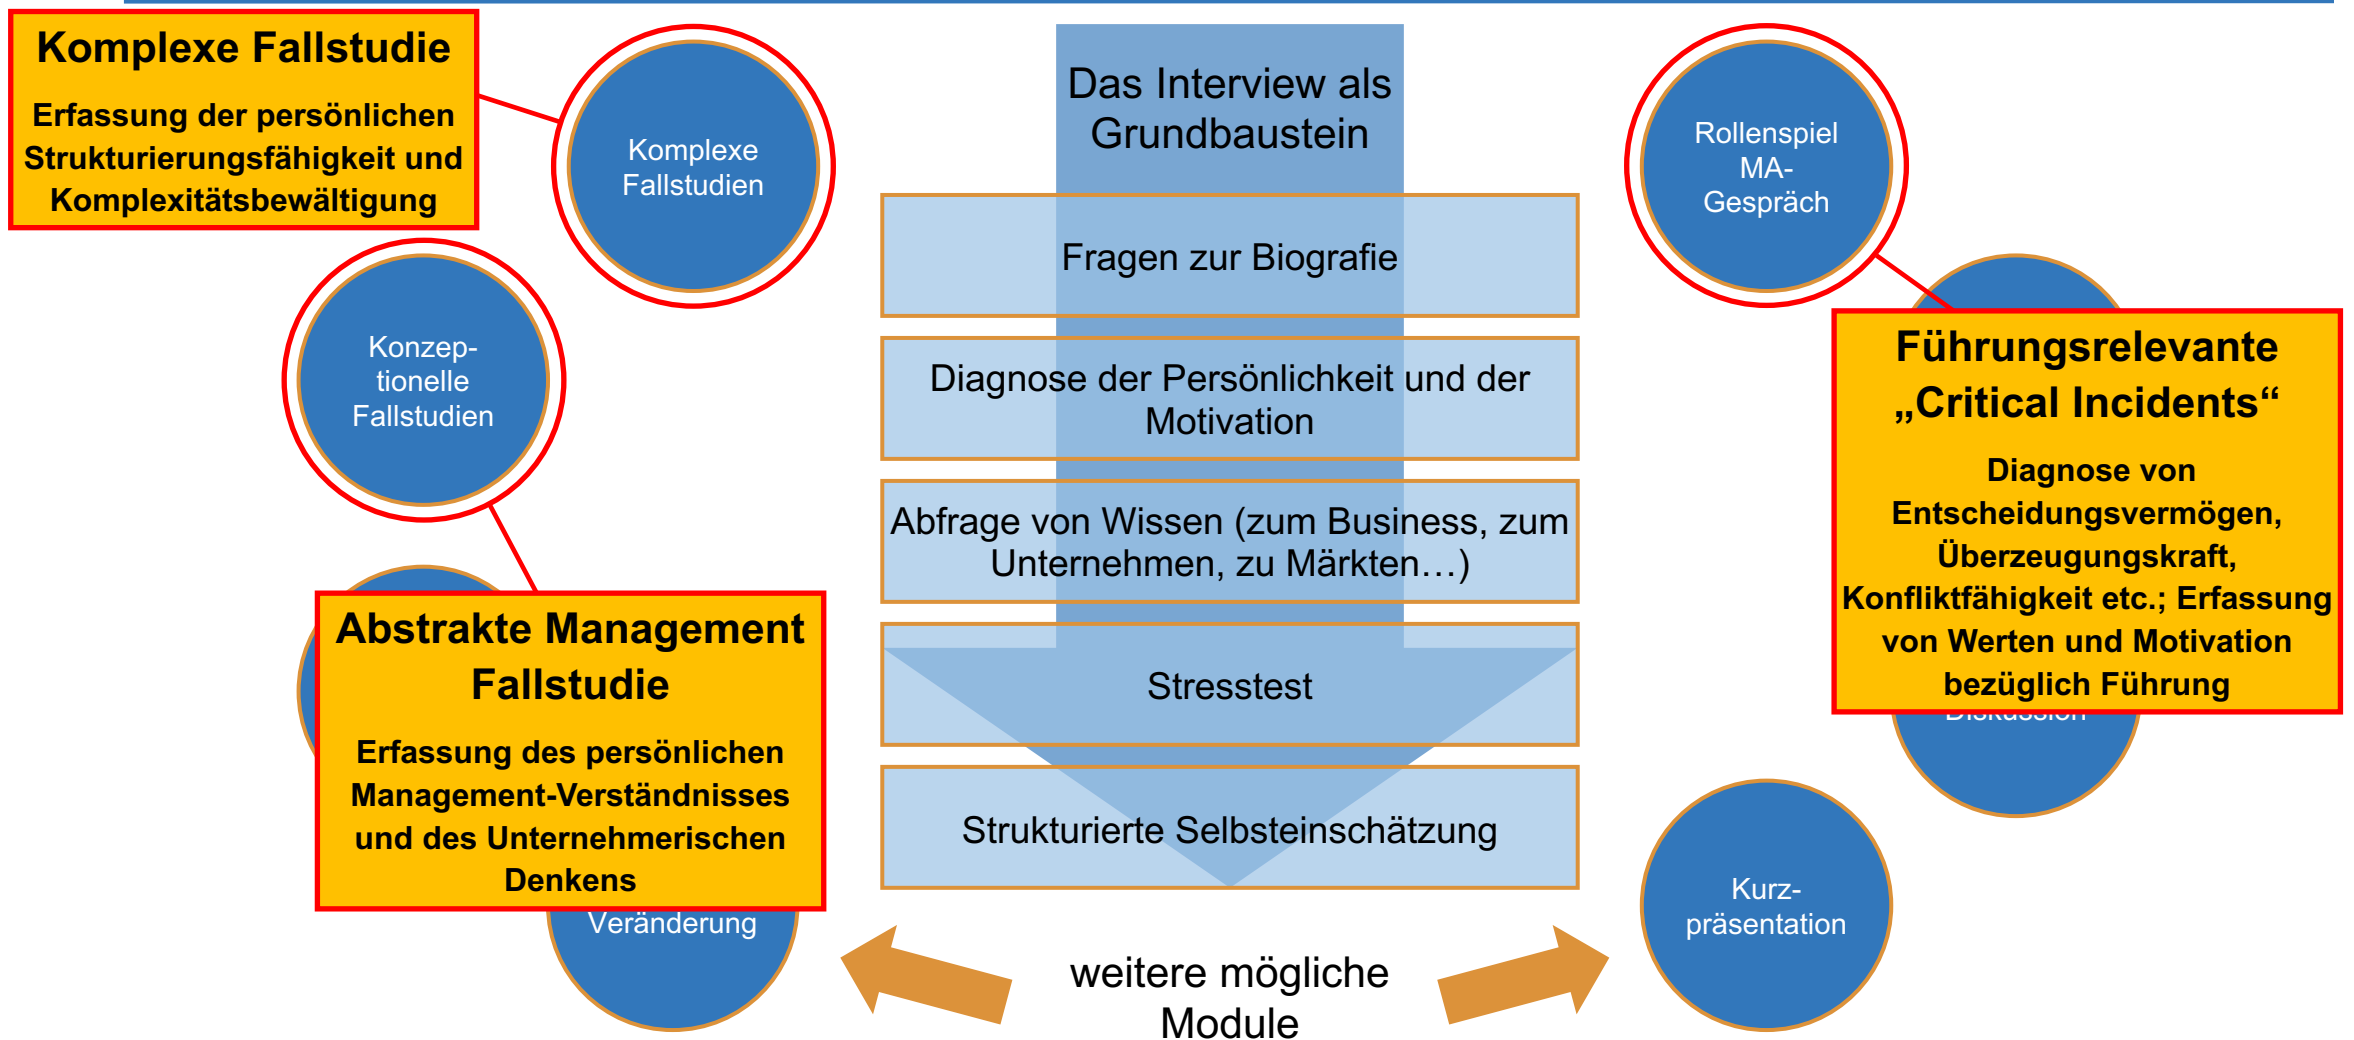 Komplexe Fallstudie
Erfassung der persönlichen
Strukturierungsfähigkeit und
Komplexitätsbewältigung
Komplexe
Fallstudien
Konzep-
tionelle
Fallstudien
Abstrakte Management
Fallstudie
Erfassung des persönlichen
Management-Verständnisses
und des Unternehmerischen
Denkens
Veränderung
Das Interview als
Grundbaustein
Fragen zur Biografie
Diagnose der Persönlichkeit und der
Motivation
Abfrage von Wissen (zum Business, zum
Unternehmen, zu Märkten…)
Stresstest
Strukturierte Selbsteinschätzung
weitere mögliche
Module
Rollenspiel
MA-
Gespräch
Führungsrelevante
„Critical Incidents“
Diagnose von
Entscheidungsvermögen,
Überzeugungskraft,
Konfliktfähigkeit etc.; Erfassung
von Werten und Motivation
bezüglich Führung
Diskussion
Kurz-
präsentation